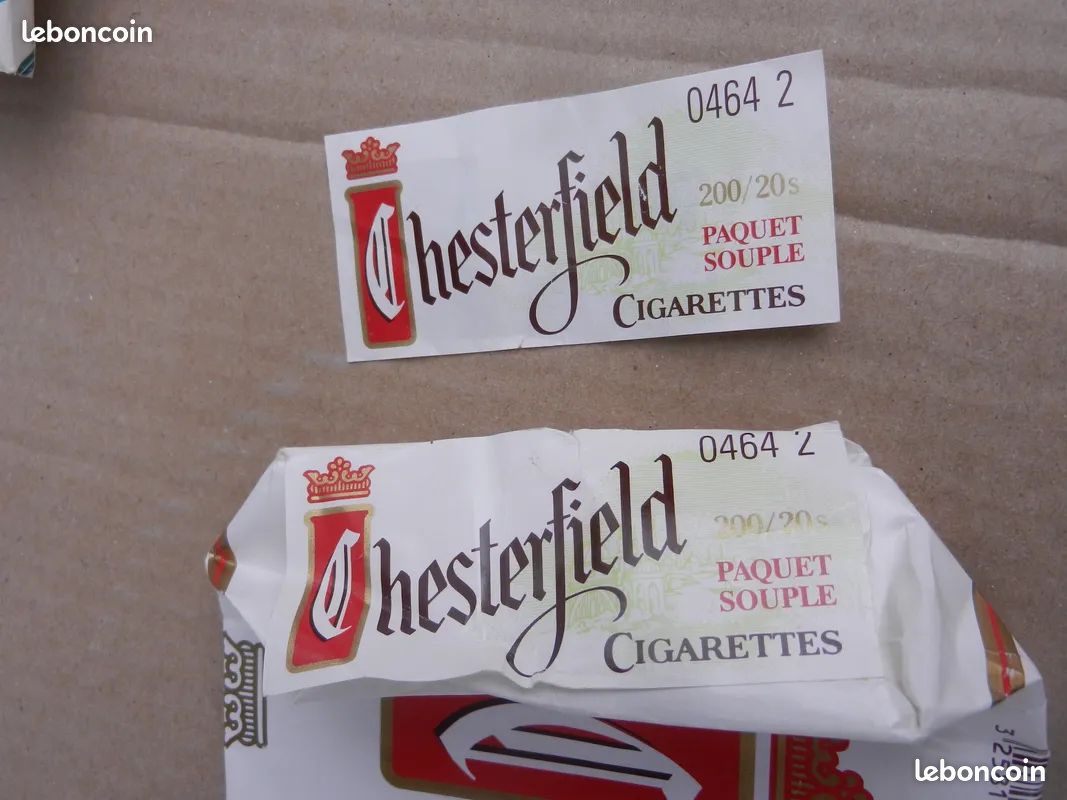 leboncoin
0464 2
Chesterfield
200/20s
PAQUET
SOUPLE
CIGARETTES
0464 2
Chesterfield
200/20s
PAQUET
SOUPLE
CIGARETTES
C
leboncoin